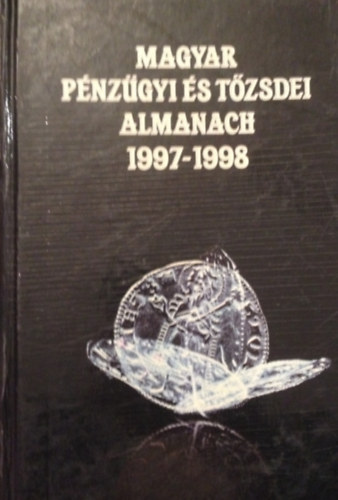 MAGYAR
PÉNZÜGYI ÉS TŐZSDEI
ALMANACH
1997-1998